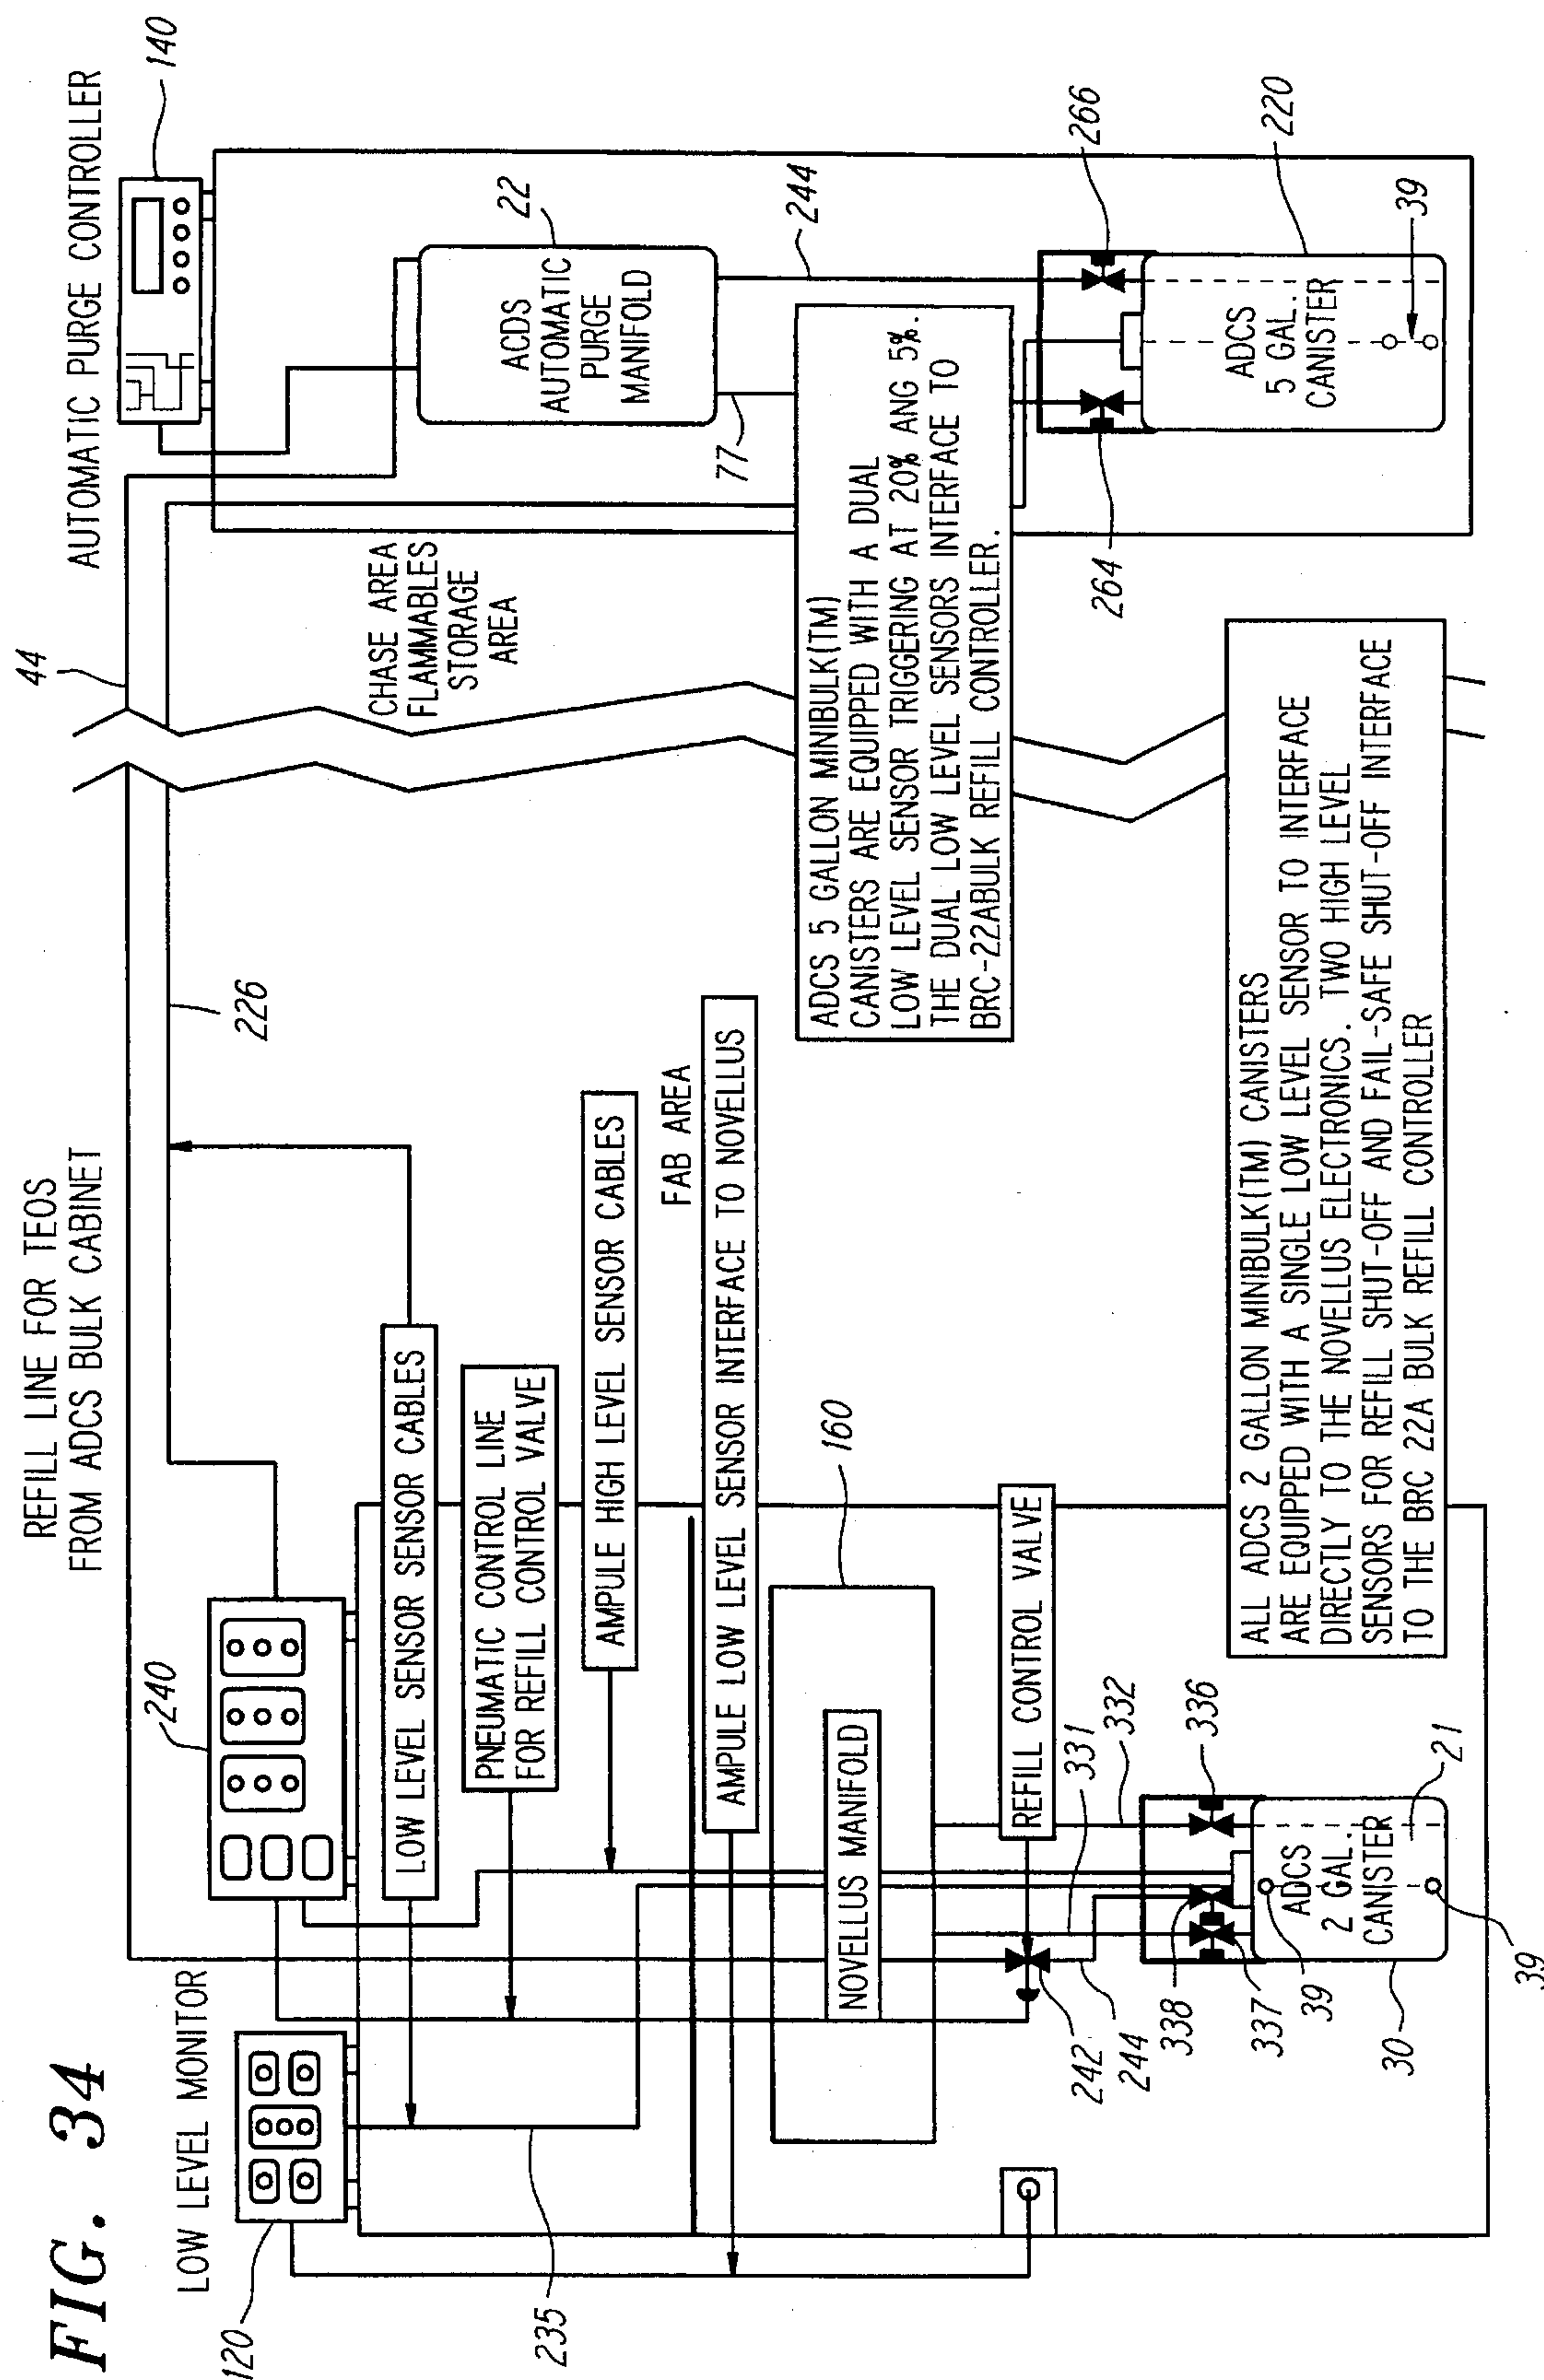 FIG. 34
REFILL LINE FOR TEOS
FROM ADCS BULK CABINET
44
AUTOMATIC PURGE CONTROLLER
140
LOW LEVEL MONITOR
120
240
226
CHASE AREA
FLAMMABLES
STORAGE
AREA
ACDS
AUTOMATIC
PURGE
MANIFOLD
22
LOW LEVEL SENSOR SENSOR CABLES
PNEUMATIC CONTROL LINE
FOR REFILL CONTROL VALVE
AMPULE HIGH LEVEL SENSOR CABLES
FAB AREA
AMPULE LOW LEVEL SENSOR INTERFACE TO NOVELLUS
235
77
244
ADCS 5 GALLON MINIBULK(TM)
CANISTERS ARE EQUIPPED WITH A DUAL
LOW LEVEL SENSOR TRIGGERING AT 20% ANG 5%.
THE DUAL LOW LEVEL SENSORS INTERFACE TO
BRC-22ABULK REFILL CONTROLLER.
NOVELLUS MANIFOLD
160
REFILL CONTROL VALVE
264
266
ADCS
5 GAL.
CANISTER
220
39
242
244
338
337
39
331
332
336
ADCS
2 GAL.
CANISTER
21
30
39
ALL ADCS 2 GALLON MINIBULK(TM) CANISTERS
ARE EQUIPPED WITH A SINGLE LOW LEVEL SENSOR TO INTERFACE
DIRECTLY TO THE NOVELLUS ELECTRONICS. TWO HIGH LEVEL
SENSORS FOR REFILL SHUT-OFF AND FAIL-SAFE SHUT-OFF INTERFACE
TO THE BRC 22A BULK REFILL CONTROLLER